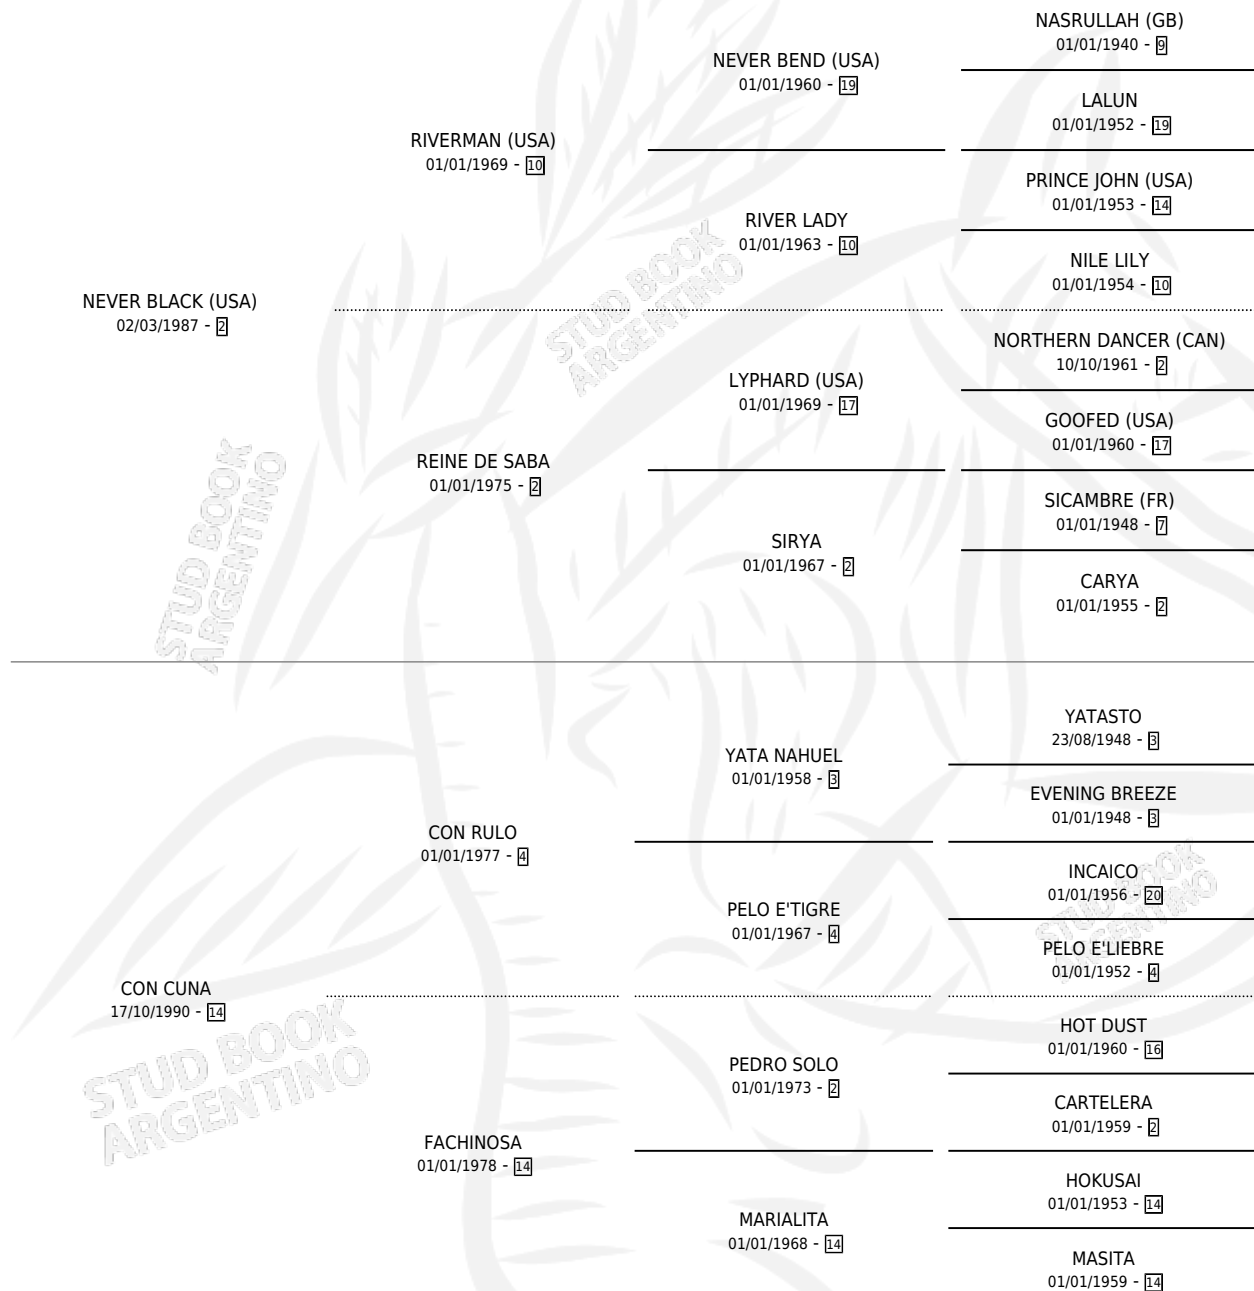 NASRULLAH (GB)
01/01/1940 - 9
NEVER BEND (USA)
01/01/1960 - 19
LALUN
01/01/1952 - 19
RIVERMAN (USA)
01/01/1969 - 10
PRINCE JOHN (USA)
01/01/1953 - 14
RIVER LADY
01/01/1963 - 10
NILE LILY
01/01/1954 - 10
NEVER BLACK (USA)
02/03/1987 - 2
NORTHERN DANCER (CAN)
10/10/1961 - 2
LYPHARD (USA)
01/01/1969 - 17
GOOFED (USA)
01/01/1960 - 17
REINE DE SABA
01/01/1975 - 2
SICAMBRE (FR)
01/01/1948 - 7
SIRYA
01/01/1967 - 2
CARYA
01/01/1955 - 2
STUD BOOK
ARGENTINO
STUD BOOK
ARGENTINO
YATASTO
23/08/1948 - 3
YATA NAHUEL
01/01/1958 - 3
EVENING BREEZE
01/01/1948 - 3
CON RULO
01/01/1977 - 4
INCAICO
01/01/1956 - 20
PELO E'TIGRE
01/01/1967 - 4
PELO E'LIEBRE
01/01/1952 - 4
STUD BOOK
ARGENTINO
CON CUNA
17/10/1990 - 14
HOT DUST
01/01/1960 - 16
PEDRO SOLO
01/01/1973 - 2
CARTELERA
01/01/1959 - 2
FACHINOSA
01/01/1978 - 14
HOKUSAI
01/01/1953 - 14
MARIALITA
01/01/1968 - 14
MASITA
01/01/1959 - 14
STUD BOOK
ARGENTINO